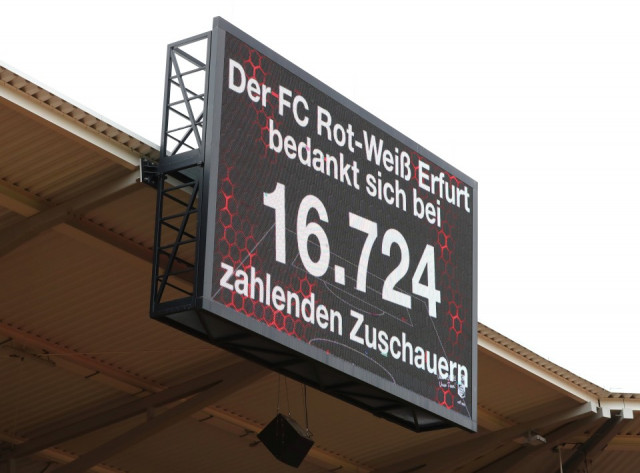 Der FC Rot-Weiß Erfurt
bedankt sich bei
16.724
zahlenden Zuschauern